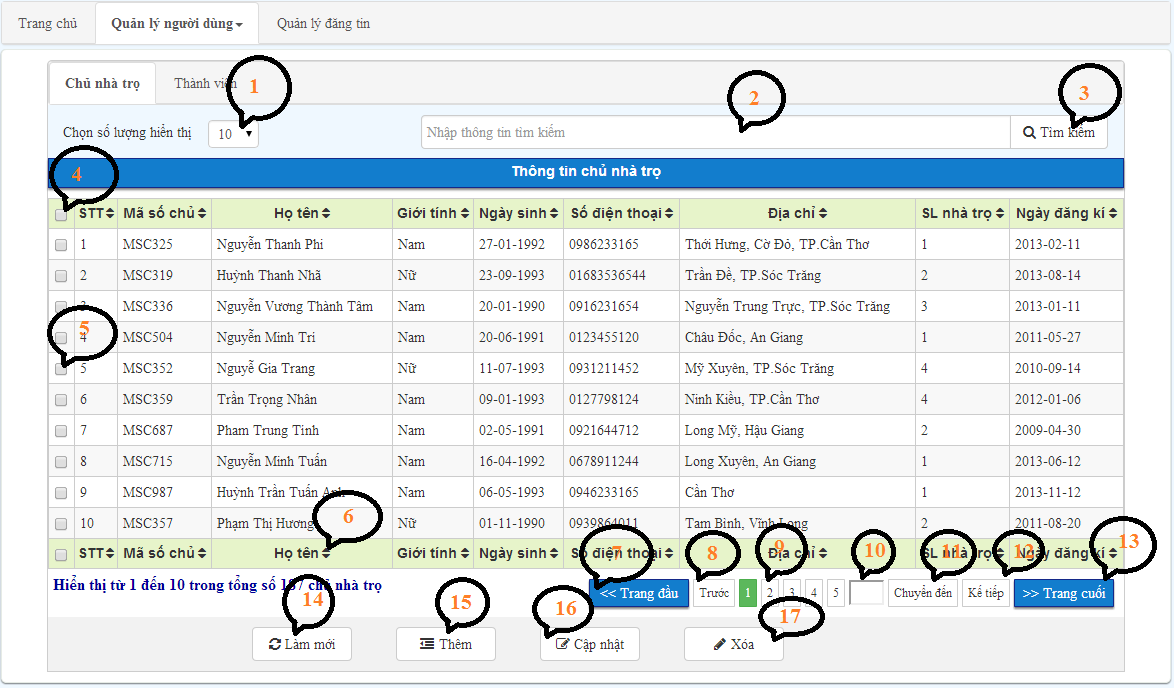 Trang chủ Quản lý người dùng Quản lý đăng tin
Chủ nhà trọ Thành viên 1 2 3
Chọn số lượng hiển thị 10 Nhập thông tin tìm kiếm Tìm kiếm
4 Thông tin chủ nhà trọ
STT Mã số chủ Họ tên Giới tính Ngày sinh Số điện thoại Địa chỉ SL nhà trọ Ngày đăng kí
1 MSC325 Nguyễn Thanh Phi Nam 27-01-1992 0986233165 Thới Hưng, Cờ Đỏ, TP.Cần Thơ 1 2013-02-11
2 MSC319 Huỳnh Thanh Nhã Nữ 23-09-1993 01683536544 Trần Đề, TP.Sóc Trăng 2 2013-08-14
3 MSC336 Nguyễn Vương Thành Tâm Nam 20-01-1990 0916231654 Nguyễn Trung Trực, TP.Sóc Trăng 3 2013-01-11
5
4 MSC504 Nguyễn Minh Trí Nam 20-06-1991 0123455120 Châu Đốc, An Giang 1 2011-05-27
5 MSC352 Nguyễ Gia Trang Nữ 11-07-1993 0931211452 Mỹ Xuyên, TP.Sóc Trăng 4 2010-09-14
6 MSC359 Trần Trọng Nhân Nam 09-01-1993 0127798124 Ninh Kiều, TP.Cần Thơ 4 2012-01-06
7 MSC687 Pham Trung Tính Nam 02-05-1991 0921644712 Long Mỹ, Hậu Giang 2 2009-04-30
8 MSC715 Nguyễn Minh Tuấn Nam 16-04-1992 0678911244 Long Xuyên, An Giang 1 2013-06-12
9 MSC987 Huỳnh Trần Tuấn Anh Nam 06-05-1993 0946233165 Cần Thơ 1 2013-11-12
10 MSC357 Phạm Thị Hương 6 Nữ 01-11-1990 0939864011 Tam Bình, Vĩnh Long 2 2011-08-20
STT Mã số chủ Họ tên Giới tính Ngày sinh Số điện thoại Địa chỉ SL nhà trọ Ngày đăng kí
7 8 9 10 11 12 13
Hiển thị từ 1 đến 10 trong tổng số chủ nhà trọ << Trang đầu Trước 1 2 3 4 5 Chuyển đến Kế tiếp >> Trang cuối
14 15 16 17
Làm mới Thêm Cập nhật Xóa